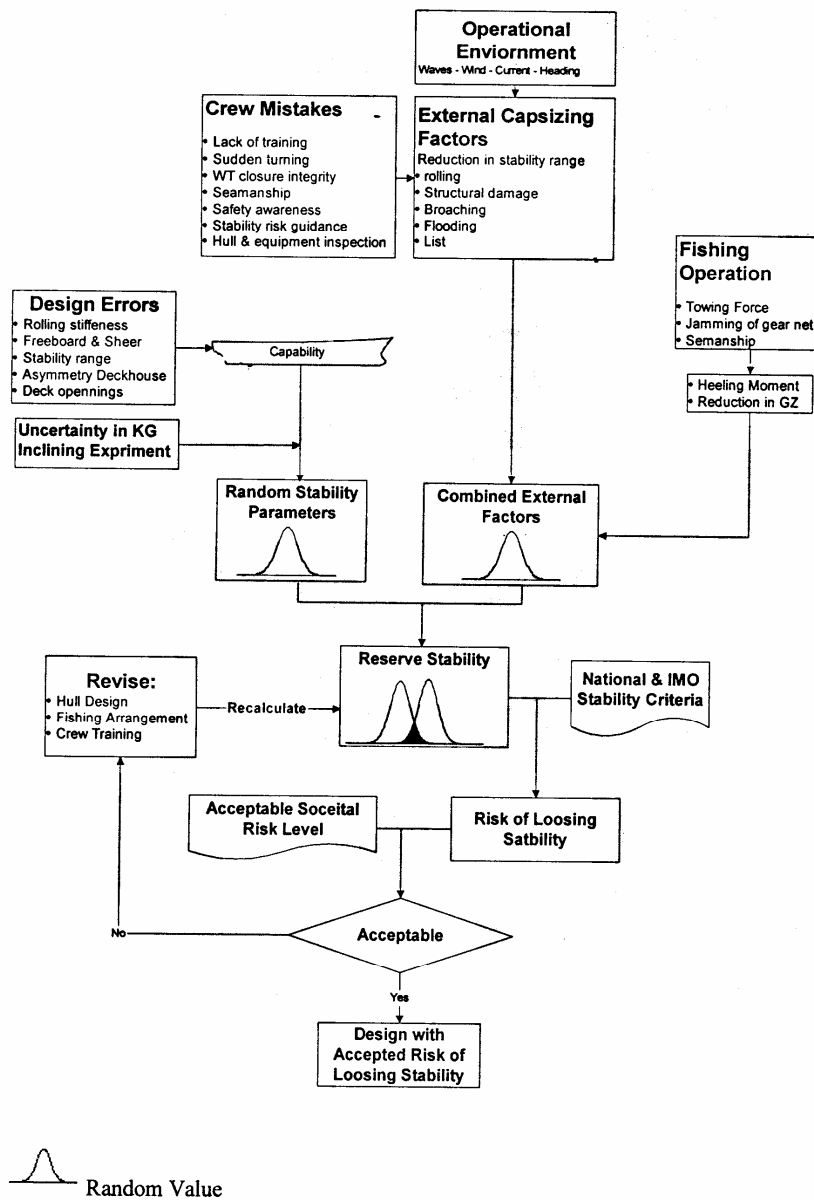 Operational
Enviornment
Waves - Wind - Current - Heading
Crew Mistakes
• Lack of training
• Sudden turning
• WT closure integrity
• Seamanship
• Safety awareness
• Stability risk guidance
• Hull & equipment inspection
External Capsizing
Factors
Reduction in stability range
• rolling
• Structural damage
• Broaching
• Flooding
• List
Fishing
Operation
• Towing Force
• Jamming of gear net
• Semanship
Design Errors
• Rolling stiffeness
• Freeboard & Sheer
• Stability range
• Asymmetry Deckhouse
• Deck opennings
Capability
• Heeling Moment
• Reduction in GZ
Uncertainty in KG
Inclining Expriment
Random Stability
Parameters
Combined External
Factors
Reserve Stability
National & IMO
Stability Criteria
Revise:
• Hull Design
• Fishing Arrangement
• Crew Training
Recalculate
Acceptable Soceital
Risk Level
Risk of Loosing
Satbility
Acceptable
No
Yes
Design with
Accepted Risk of
Loosing Stability
Random Value